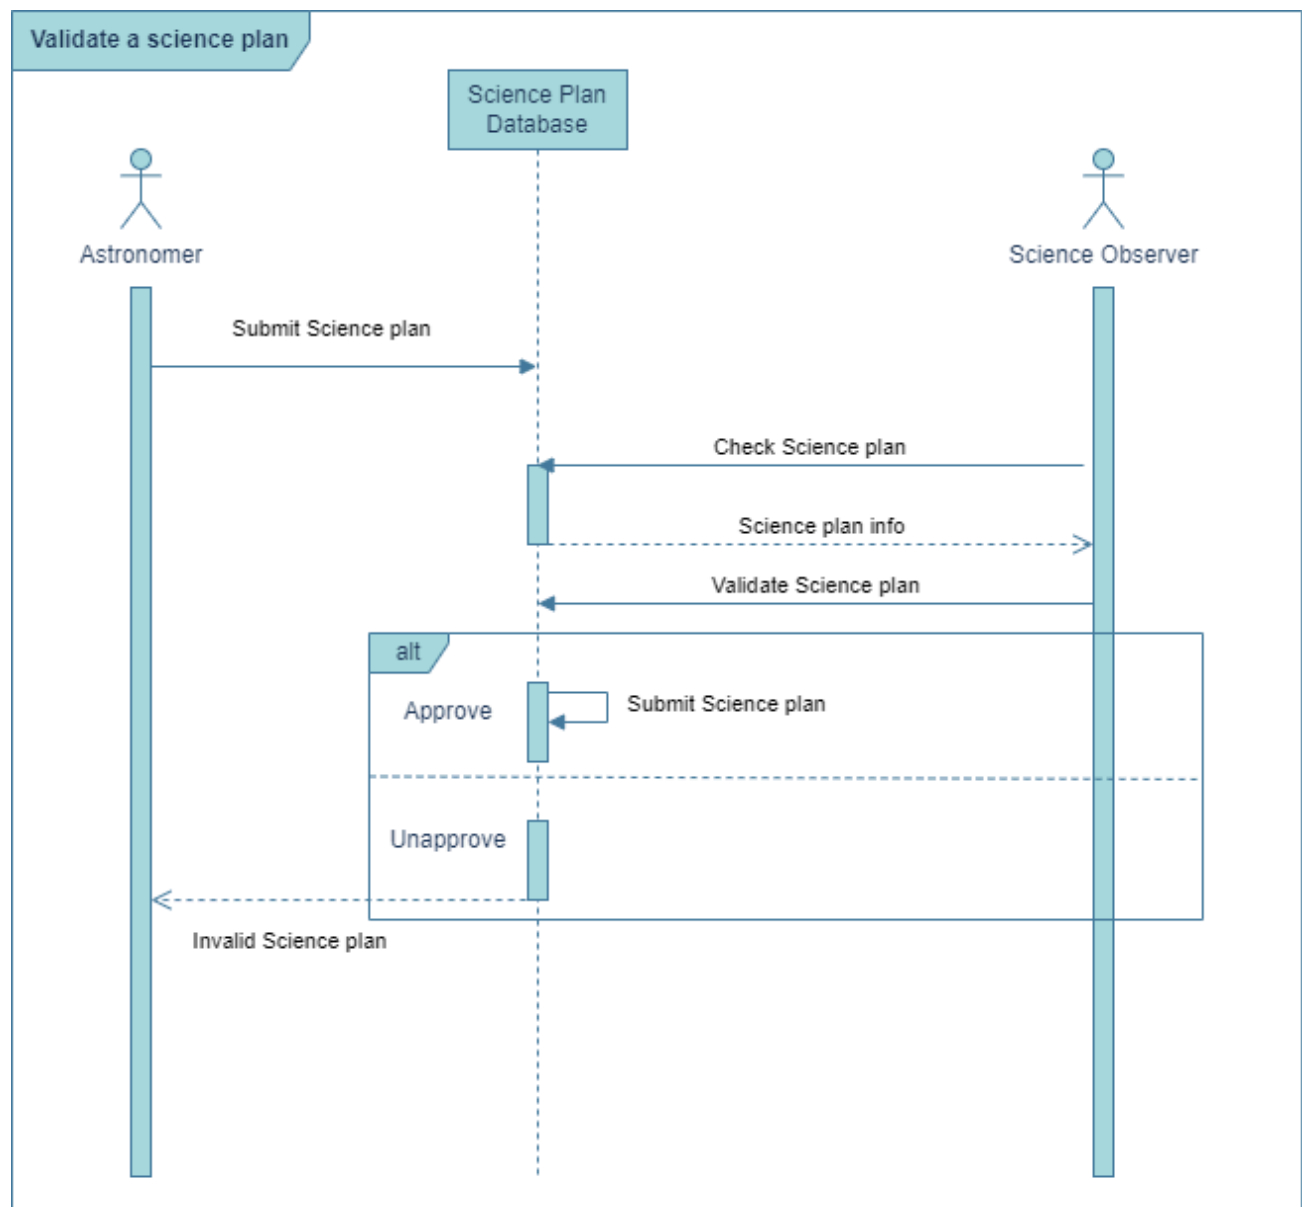 Validate a science plan
Science Plan
Database
Astronomer
Science Observer
Submit Science plan
Check Science plan
Science plan info
Validate Science plan
alt
Approve
Submit Science plan
Unapprove
Invalid Science plan